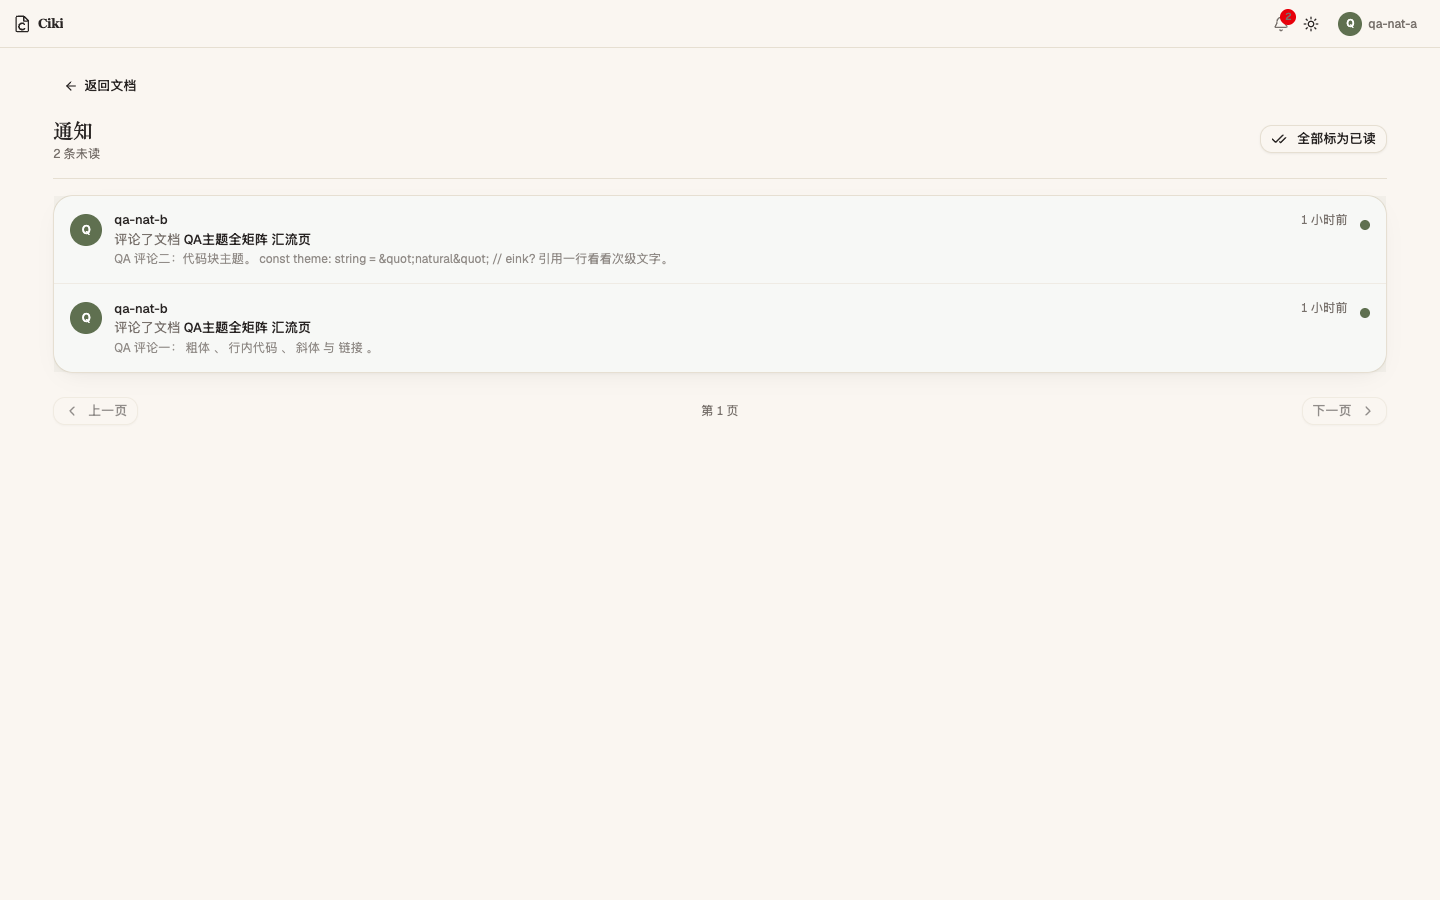 Ciki
2
Q qa-nat-a
返回文档
通知
2 条未读
全部标为已读
Q
qa-nat-b
1 小时前
评论了文档 QA主题全矩阵 汇流页
QA 评论二：代码块主题。 const theme: string = &quot;natural&quot; // eink? 引用一行看看次级文字。
Q
qa-nat-b
1 小时前
评论了文档 QA主题全矩阵 汇流页
QA 评论一： 粗体 、 行内代码 、 斜体 与 链接 。
上一页
第 1 页
下一页